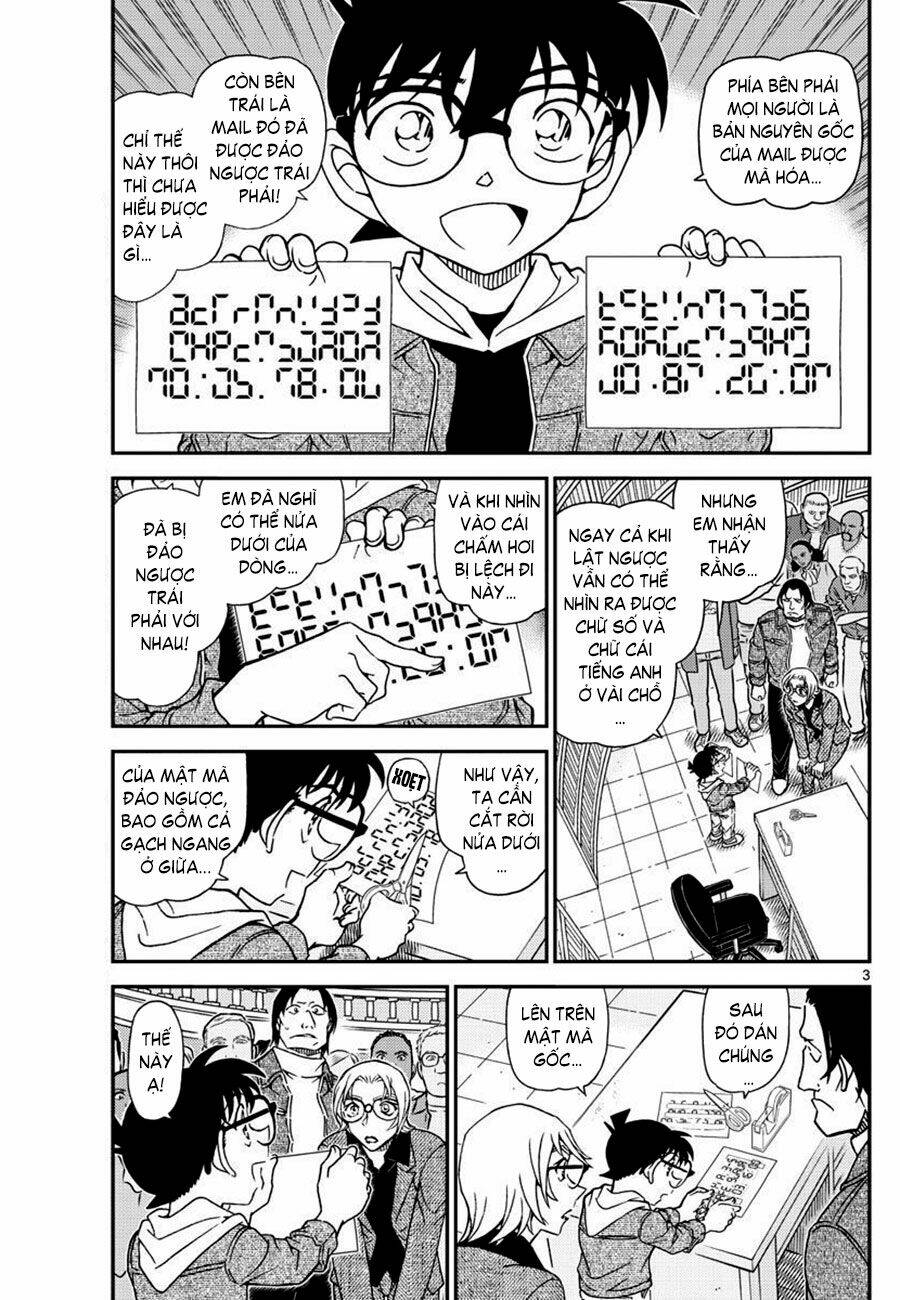 PHÍA BÊN PHẢI
MỌI NGƯỜI LÀ
BẢN NGUYÊN GỐC
CỦA MAIL ĐƯỢC
MÀ HÓA...
CÒN BÊN
TRÁI LÀ
MAIL ĐÓ ĐÃ
ĐƯỢC ĐẢO
NGƯỢC TRÁI
PHẢI!
CHỈ THẾ
NÀY THÔI
THÌ CHƯA
HIỂU ĐƯỢC
ĐÂY LÀ
GÌ...
NHƯNG
EM NHẬN
THẤY
RẰNG...
NGAY CẢ KHI
LẬT NGƯỢC
VẪN CÓ THỂ
NHÌN RA ĐƯỢC
CHỮ SỐ VÀ
CHỮ CÁI
TIẾNG ANH
Ở VÀI CHỖ
...
VÀ KHI NHÌN
VÀO CÁI
CHẤM HƠI
BỊ LỆCH ĐI
NÀY...
EM ĐÃ NGHĨ
CÓ THỂ NỬA
DƯỚI CỦA
DÒNG...
ĐÃ BỊ
ĐẢO
NGƯỢC
TRÁI
PHẢI VỚI
NHAU!
NHƯ VẬY,
TA CẦN
CẮT RỜI
NỬA DƯỚI
...
XOẸT
CỦA MẬT MÃ
ĐẢO NGƯỢC,
BAO GỒM CẢ
GẠCH NGANG
Ở GIỮA...
3
SAU
ĐÓ DÁN
CHÚNG
...
LÊN TRÊN
MẬT MÃ
GỐC...
THẾ
NÀY
Ạ!